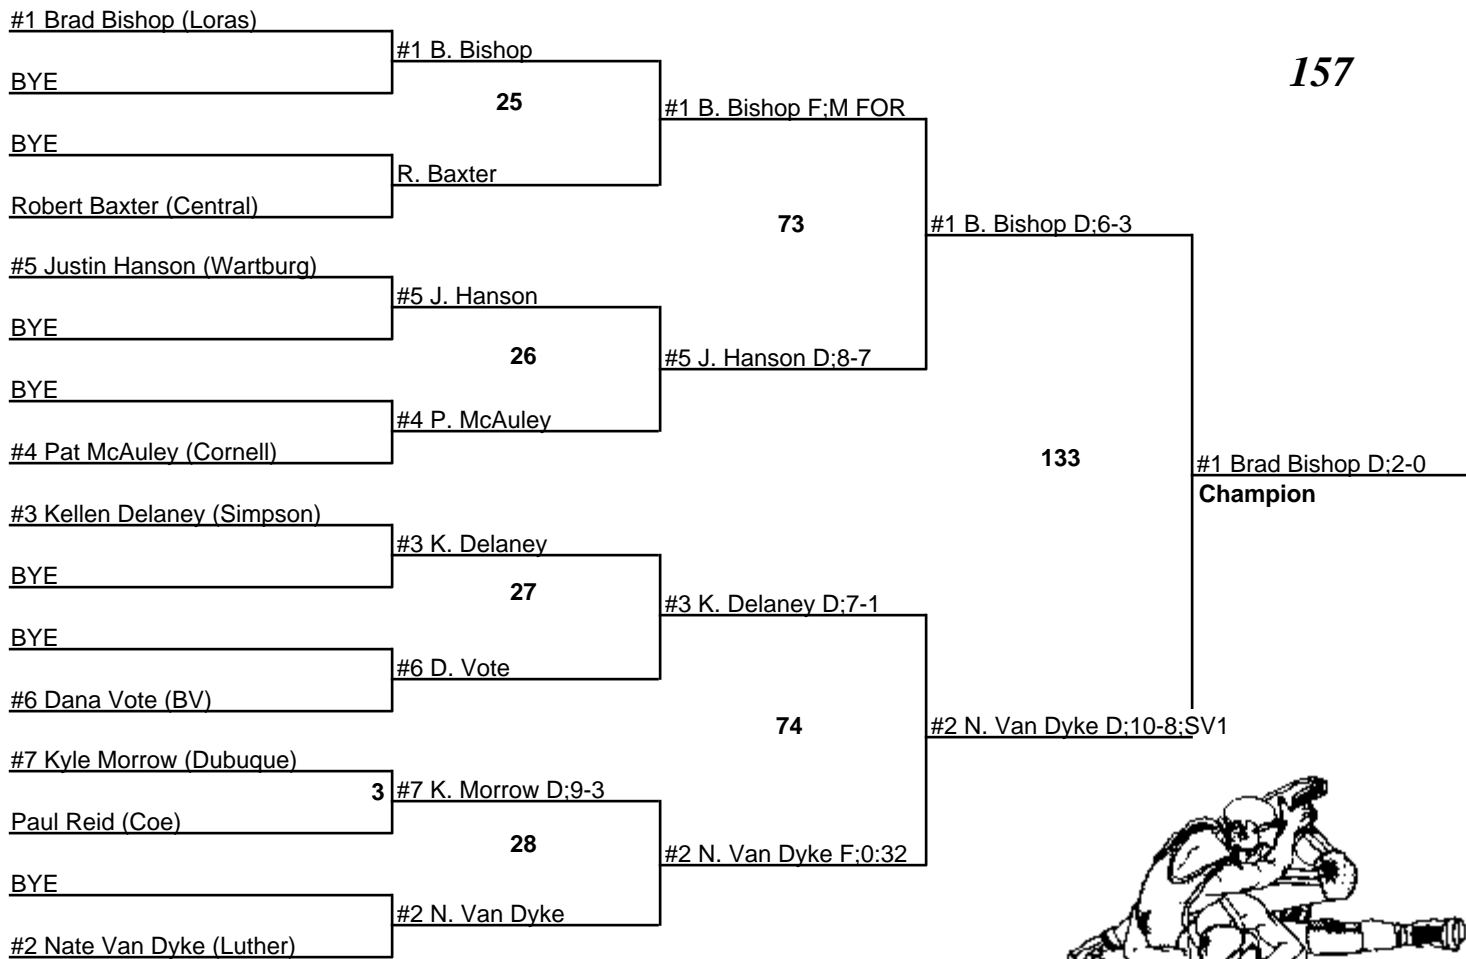 #1 Brad Bishop (Loras)
#1 B. Bishop
157
BYE
25
#1 B. Bishop F;M FOR
BYE
R. Baxter
Robert Baxter (Central)
73
#1 B. Bishop D;6-3
#5 Justin Hanson (Wartburg)
#5 J. Hanson
BYE
26
#5 J. Hanson D;8-7
BYE
#4 P. McAuley
#4 Pat McAuley (Cornell)
133
#1 Brad Bishop D;2-0
Champion
#3 Kellen Delaney (Simpson)
#3 K. Delaney
BYE
27
#3 K. Delaney D;7-1
BYE
#6 D. Vote
#6 Dana Vote (BV)
74
#2 N. Van Dyke D;10-8;SV1
#7 Kyle Morrow (Dubuque)
3
#7 K. Morrow D;9-3
Paul Reid (Coe)
28
#2 N. Van Dyke F;0:32
BYE
#2 N. Van Dyke
#2 Nate Van Dyke (Luther)